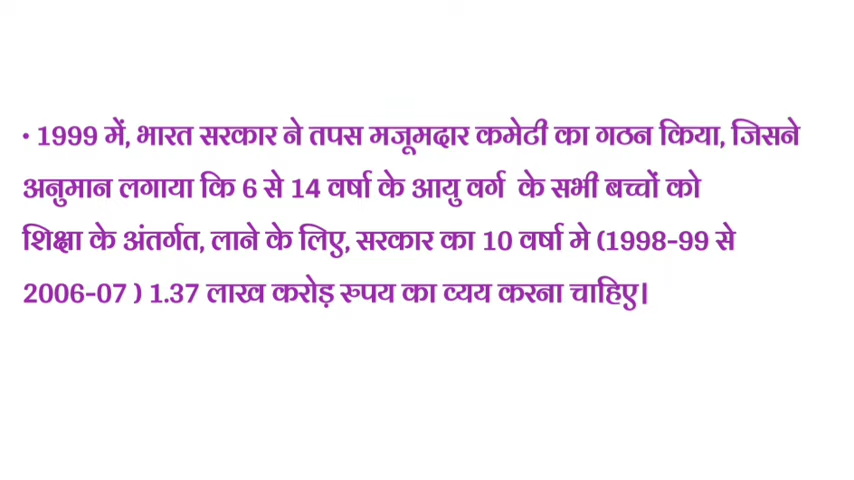 • 1999 में, भारत सरकार ने तपस मजूमदार कमेटी का गठन किया, जिसने
अनुमान लगाया कि 6 से 14 वर्षा के आयु वर्ग के सभी बच्चों को
शिक्षा के अंतर्गत, लाने के लिए, सरकार का 10 वर्षा मे (1998-99 से
2006-07 ) 1.37 लाख करोड़ रुपय का व्यय करना चाहिए।